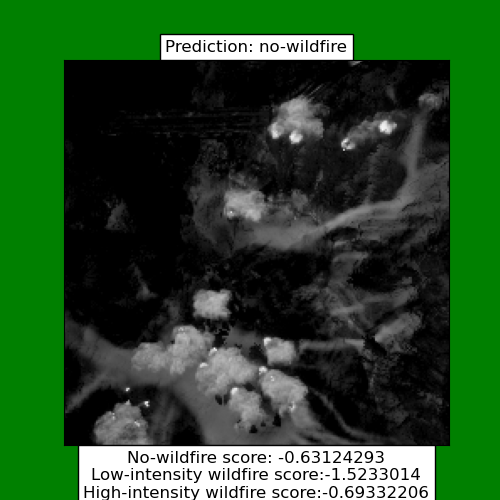 Prediction: no-wildfire
No-wildfire score: -0.63124293
Low-intensity wildfire score:-1.5233014
High-intensity wildfire score:-0.69332206